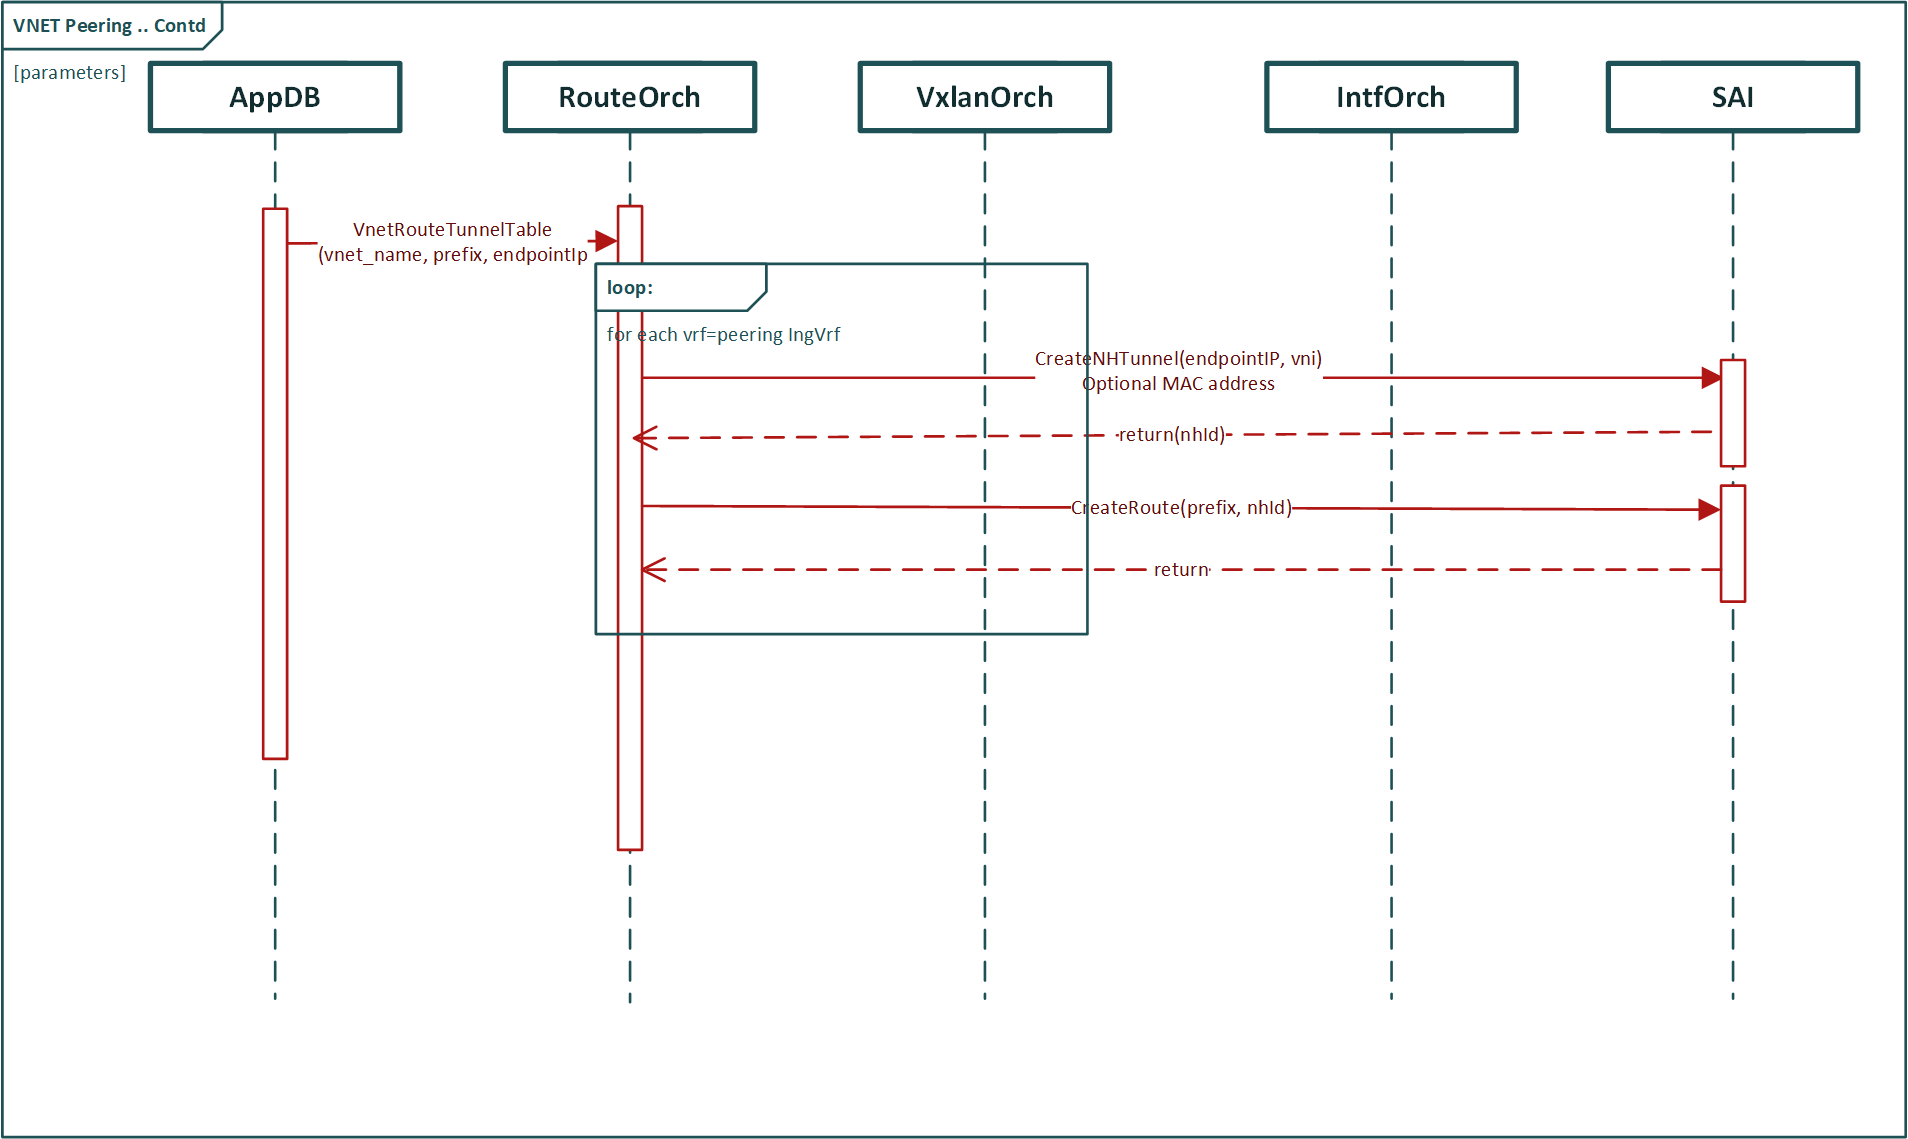 VNET Peering .. Contd
[parameters]
AppDB
RouteOrch
VxlanOrch
IntfOrch
SAI
VnetRouteTunnelTable
(vnet_name, prefix, endpointIp
loop:
for each vrf=peering IngVrf
CreateNHTunnel(endpointIP, vni)
Optional MAC address
return(nhId)
CreateRoute(prefix, nhId)
return